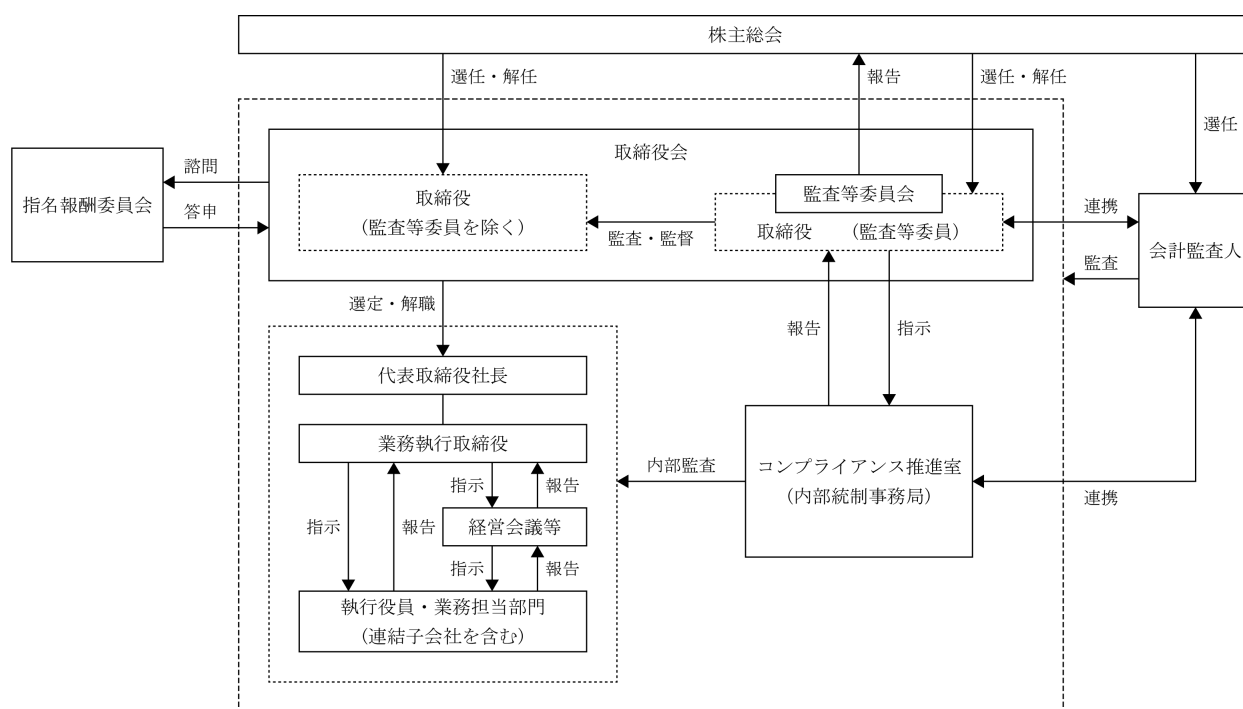 株主総会
選任・解任
報告
選任・解任
選任
取締役会
指名報酬委員会
諮問
答申
取締役
（監査等委員を除く）
監査・監督
監査等委員会
取締役　（監査等委員）
連携
監査
会計監査人
選定・解職
報告
指示
代表取締役社長
業務執行取締役
指示
報告
経営会議等
指示
報告
指示
報告
執行役員・業務担当部門
（連結子会社を含む）
内部監査
コンプライアンス推進室
（内部統制事務局）
連携